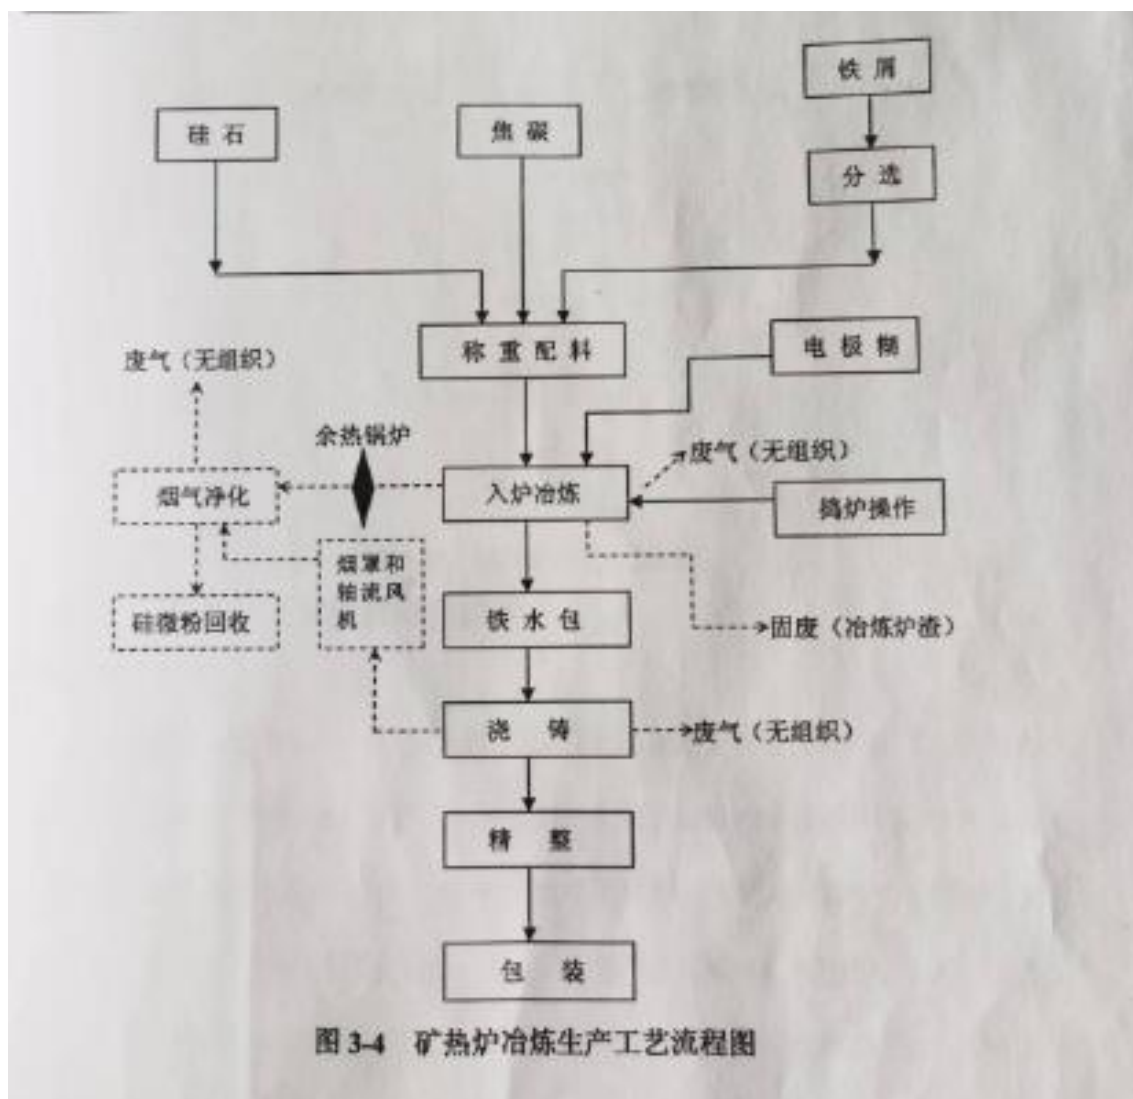 铁屑
硅石
焦碳
分选
称重配料
电极糊
废气（无组织）
余热锅炉
废气（无组织）
烟气净化
入炉冶炼
捣炉操作
烟罩和
轴流风
机
硅微粉回收
铁水包
固废（冶炼炉渣）
浇铸
废气（无组织）
精整
包装
图 3-4 矿热炉冶炼生产工艺流程图